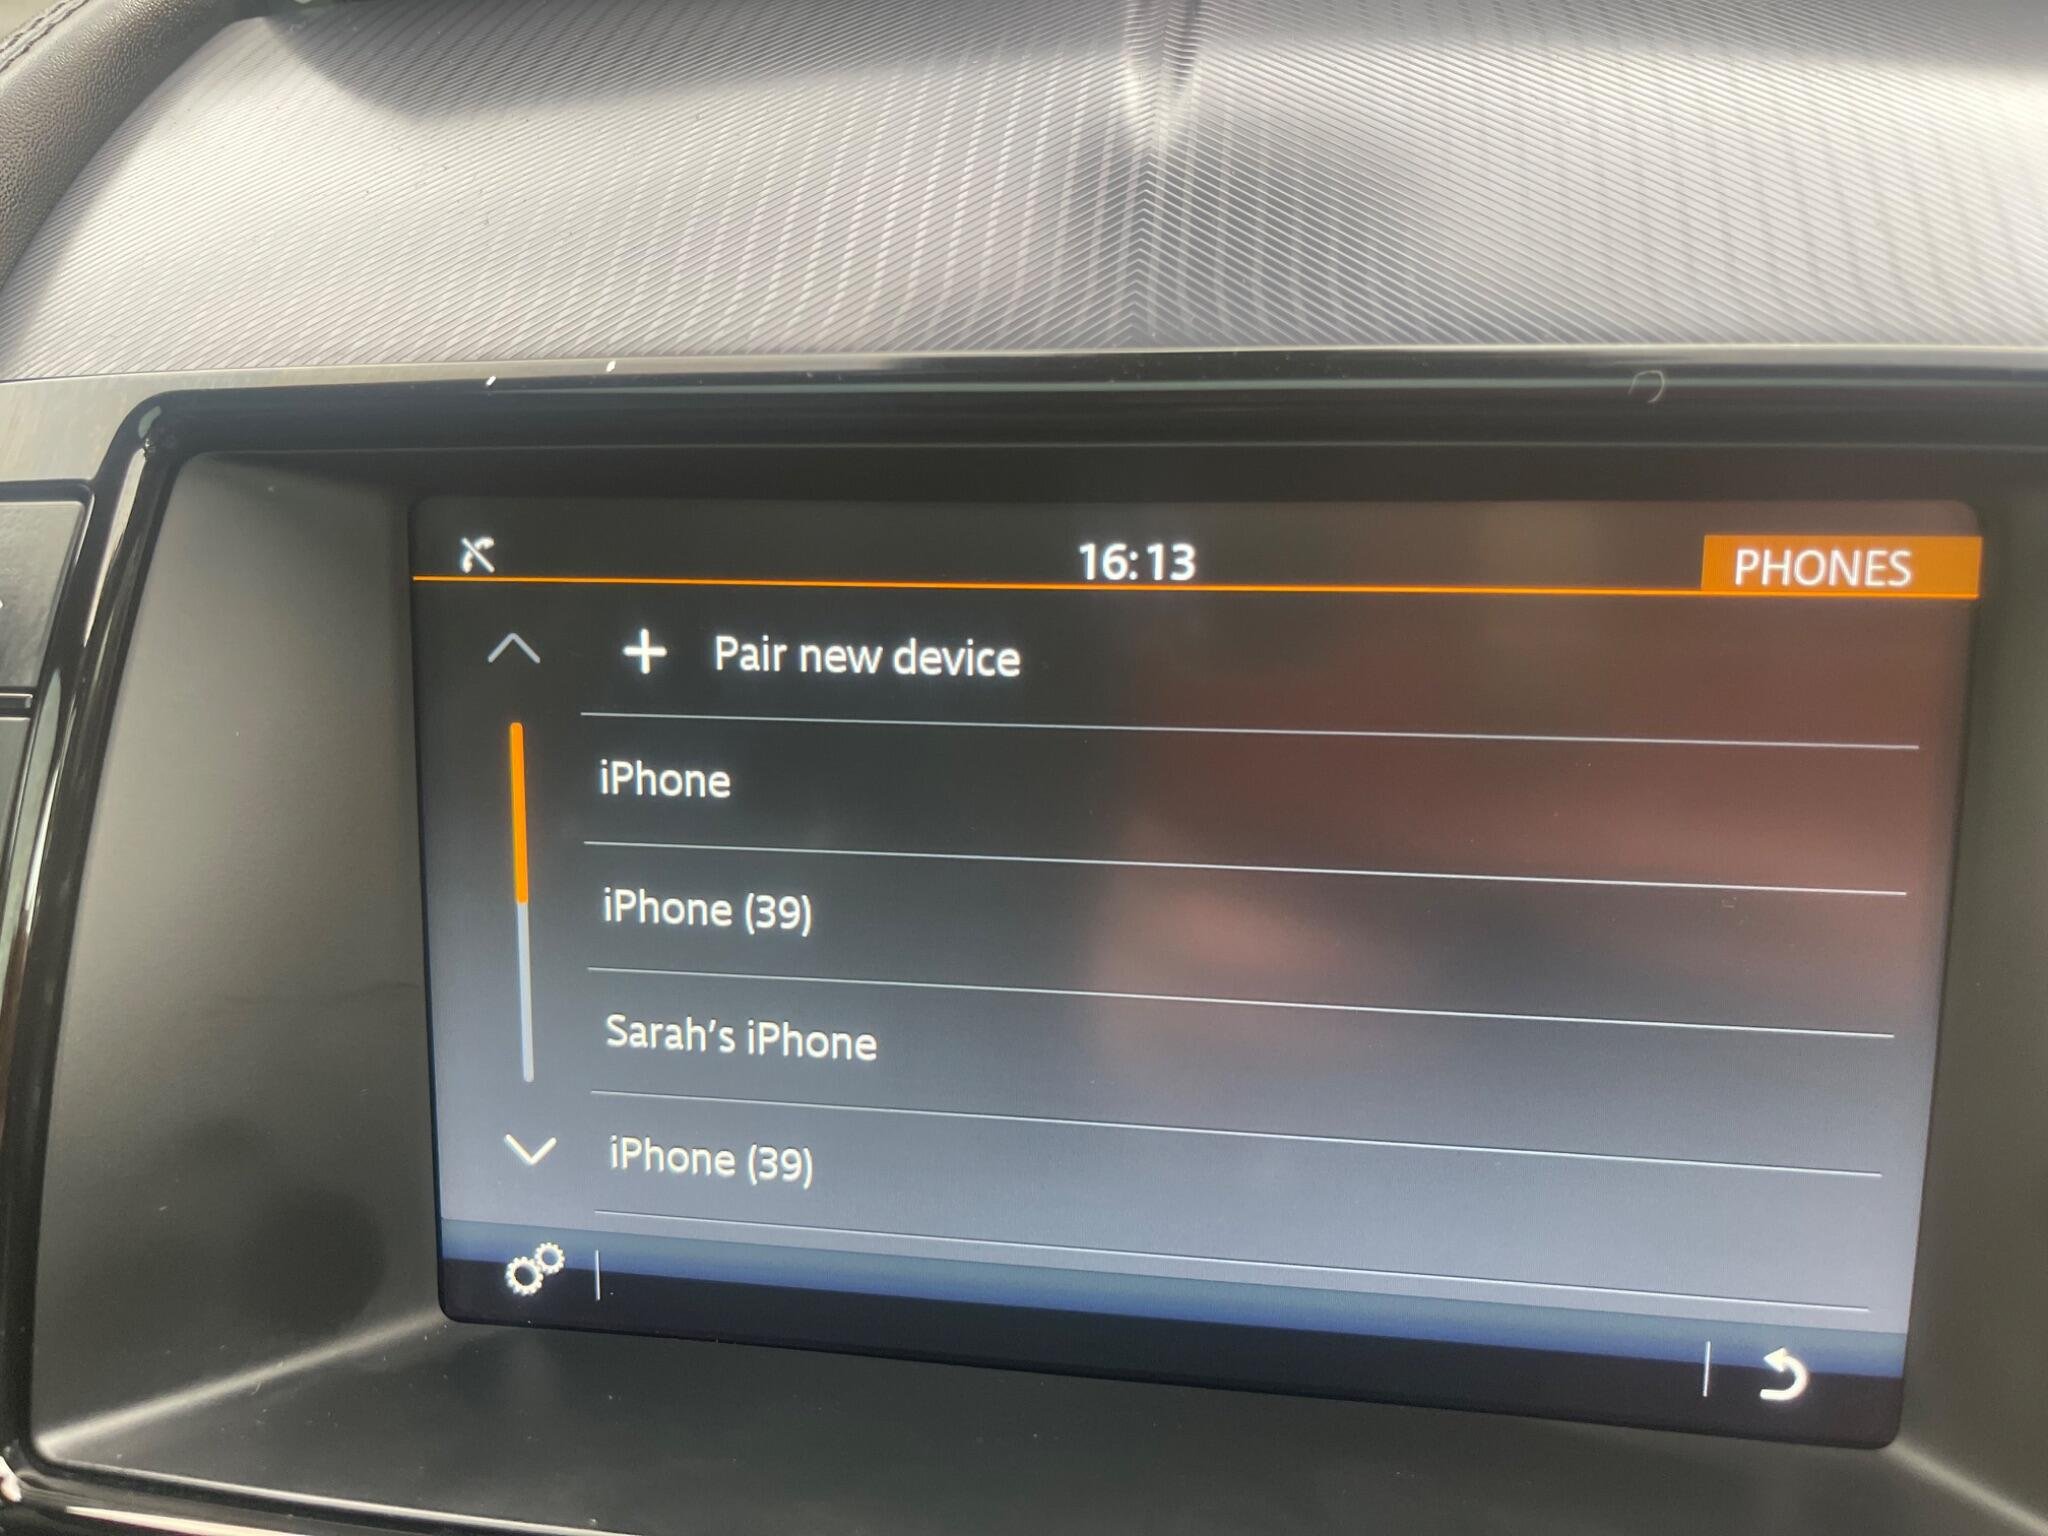 16:13
PHONES
Pair new device
iPhone
iPhone (39)
Sarah's iPhone
iPhone (39)